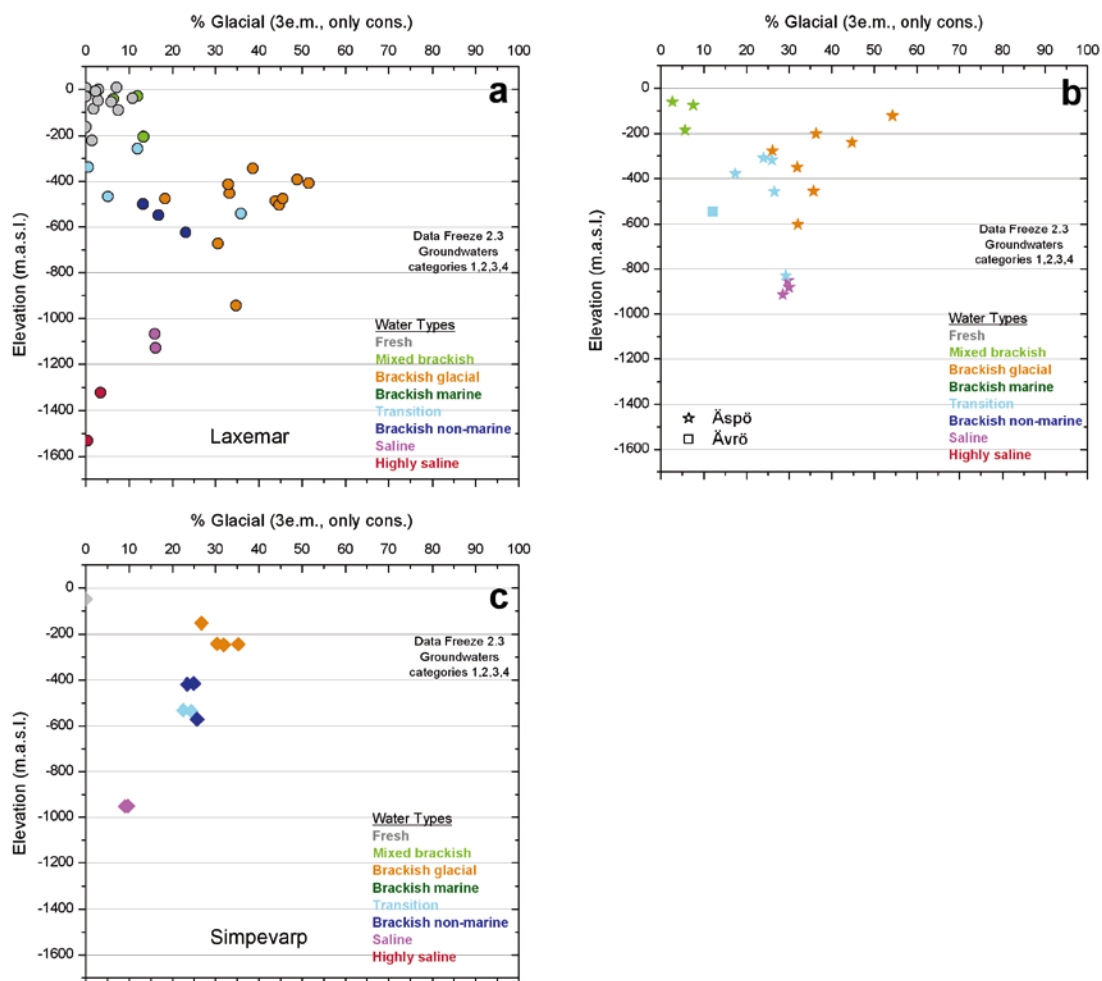 % Glacial (3e.m., only cons.)
0 10 20 30 40 50 60 70 80 90 100
a
0
-200
-400
-600
-800
-1000
-1200
-1400
-1600
Elevation (m.a.s.l.)
Data Freeze 2.3
Groundwaters
categories 1,2,3,4
Water Types
Fresh
Mixed brackish
Brackish glacial
Brackish marine
Transition
Brackish non-marine
Saline
Highly saline
Laxemar
% Glacial (3e.m., only cons.)
0 10 20 30 40 50 60 70 80 90 100
b
0
-200
-400
-600
-800
-1000
-1200
-1400
-1600
Elevation (m.a.s.l.)
Data Freeze 2.3
Groundwaters
categories 1,2,3,4
Water Types
Fresh
Mixed brackish
Brackish glacial
Brackish marine
Transition
Brackish non-marine
Saline
Highly saline
Äspö
Ävrö
% Glacial (3e.m., only cons.)
0 10 20 30 40 50 60 70 80 90 100
c
0
-200
-400
-600
-800
-1000
-1200
-1400
-1600
Elevation (m.a.s.l.)
Data Freeze 2.3
Groundwaters
categories 1,2,3,4
Water Types
Fresh
Mixed brackish
Brackish glacial
Brackish marine
Transition
Brackish non-marine
Saline
Highly saline
Simpevarp